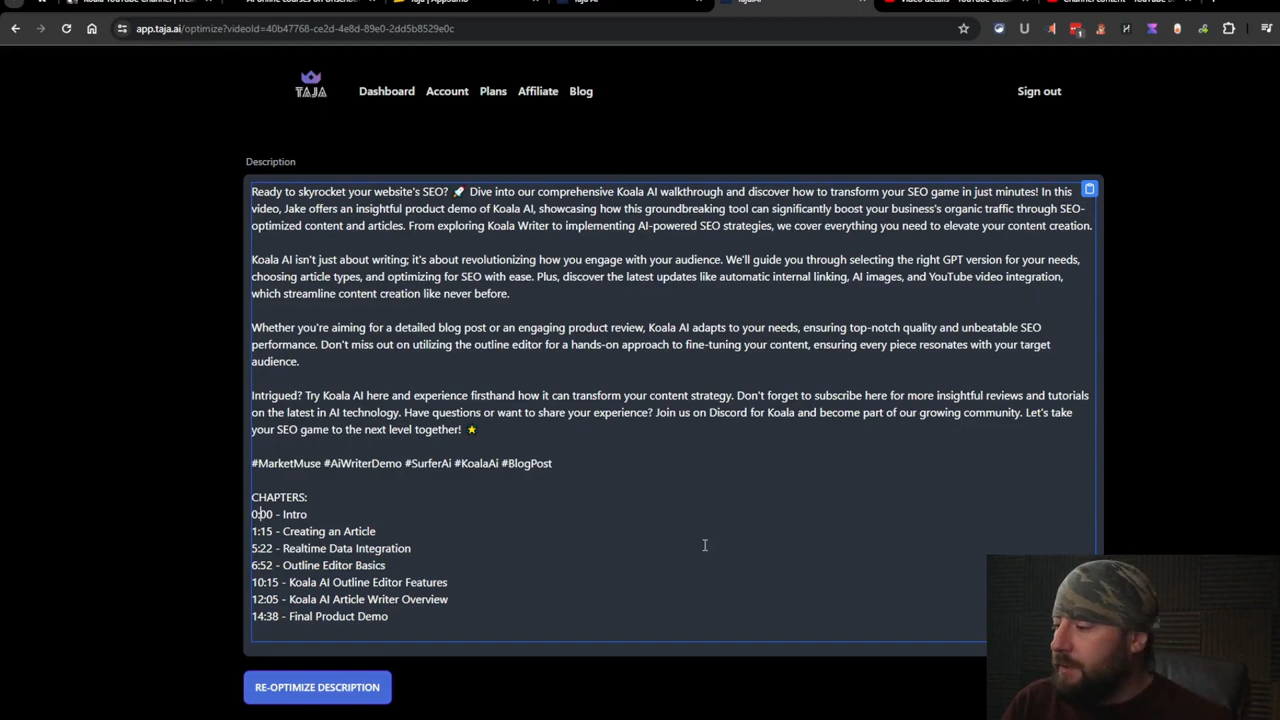 app.taja.ai/optimize?videoId=40b47768-ce2d-4e8d-89e0-2dd5b8529e0c
TAJA
Dashboard Account Plans Affiliate Blog Sign out
Description
Ready to skyrocket your website's SEO? 🚀 Dive into our comprehensive Koala AI walkthrough and discover how to transform your SEO game in just minutes! In this
video, Jake offers an insightful product demo of Koala AI, showcasing how this groundbreaking tool can significantly boost your business's organic traffic through SEO-
optimized content and articles. From exploring Koala Writer to implementing AI-powered SEO strategies, we cover everything you need to elevate your content creation.
Koala AI isn't just about writing; it's about revolutionizing how you engage with your audience. We'll guide you through selecting the right GPT version for your needs,
choosing article types, and optimizing for SEO with ease. Plus, discover the latest updates like automatic internal linking, AI images, and YouTube video integration,
which streamline content creation like never before.
Whether you're aiming for a detailed blog post or an engaging product review, Koala AI adapts to your needs, ensuring top-notch quality and unbeatable SEO
performance. Don't miss out on utilizing the outline editor for a hands-on approach to fine-tuning your content, ensuring every piece resonates with your target
audience.
Intrigued? Try Koala AI here and experience firsthand how it can transform your content strategy. Don't forget to subscribe here for more insightful reviews and tutorials
on the latest in AI technology. Have questions or want to share your experience? Join us on Discord for Koala and become part of our growing community. Let's take
your SEO game to the next level together! ⭐
#MarketMuse #AiWriterDemo #SurferAi #KoalaAi #BlogPost
CHAPTERS:
0:00 - Intro
1:15 - Creating an Article
5:22 - Realtime Data Integration
6:52 - Outline Editor Basics
10:15 - Koala AI Outline Editor Features
12:05 - Koala AI Article Writer Overview
14:38 - Final Product Demo
RE-OPTIMIZE DESCRIPTION